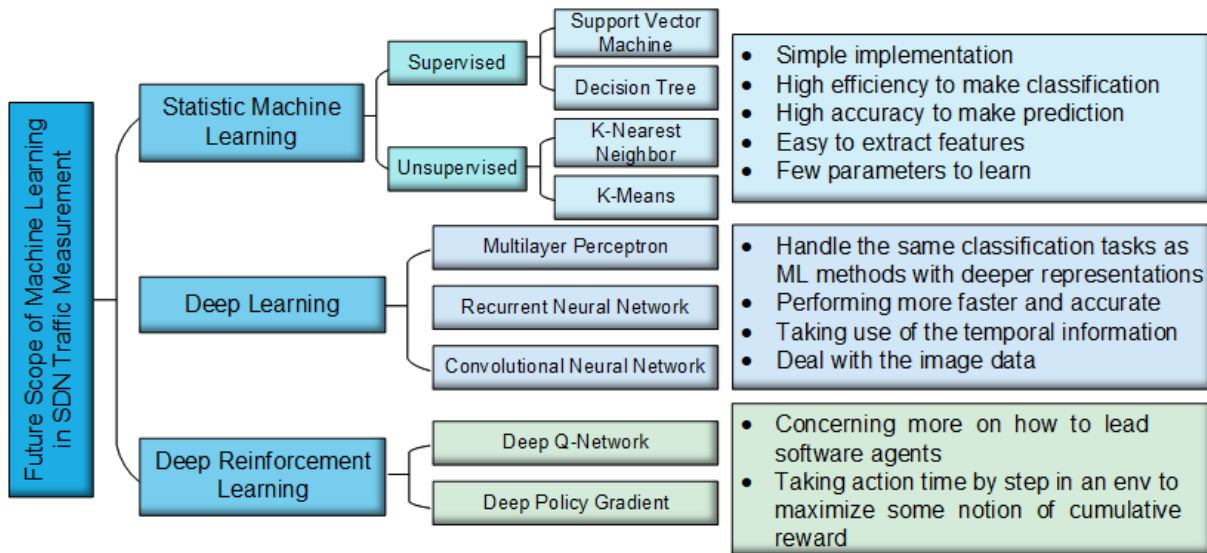 Future Scope of Machine Learning
in SDN Traffic Measurement
Statistic Machine
Learning
Supervised
Support Vector
Machine
Decision Tree
Unsupervised
K-Nearest
Neighbor
K-Means
• Simple implementation
• High efficiency to make classification
• High accuracy to make prediction
• Easy to extract features
• Few parameters to learn
Deep Learning
Multilayer Perceptron
Recurrent Neural Network
Convolutional Neural Network
• Handle the same classification tasks as
ML methods with deeper representations
• Performing more faster and accurate
• Taking use of the temporal information
• Deal with the image data
Deep Reinforcement
Learning
Deep Q-Network
Deep Policy Gradient
• Concerning more on how to lead
software agents
• Taking action time by step in an env to
maximize some notion of cumulative
reward